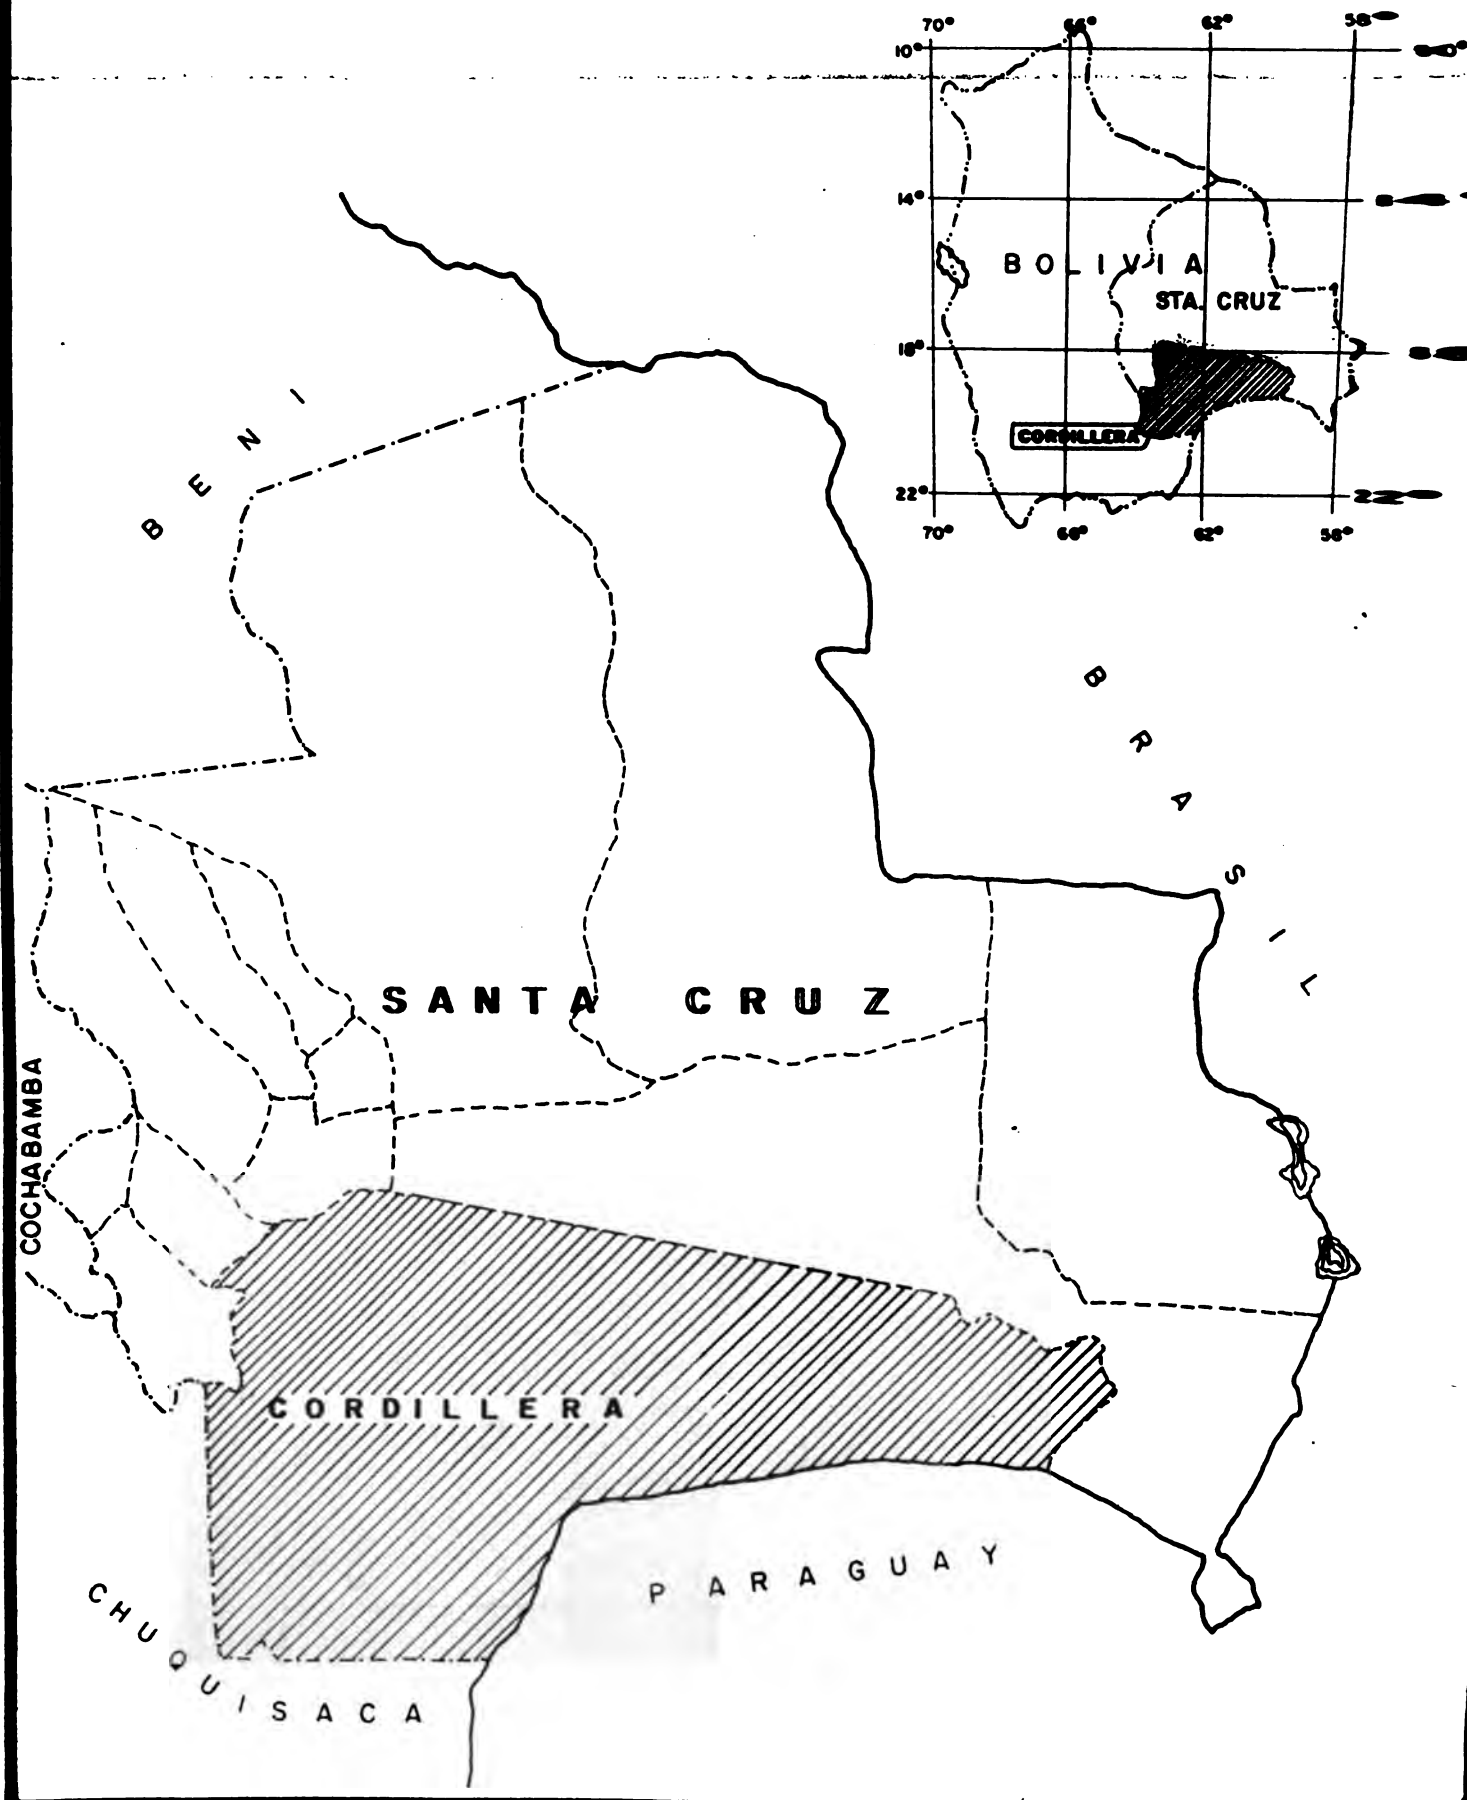 70° 66° 62° 58°
10°
14°
BOLIVIA
STA. CRUZ
18°
CORDILLERA
22° 22°
70° 66° 62° 58°
BENI
BRASIL
SANTA CRUZ
COCHABAMBA
CORDILLERA
PARAGUAY
CHUQUISACA